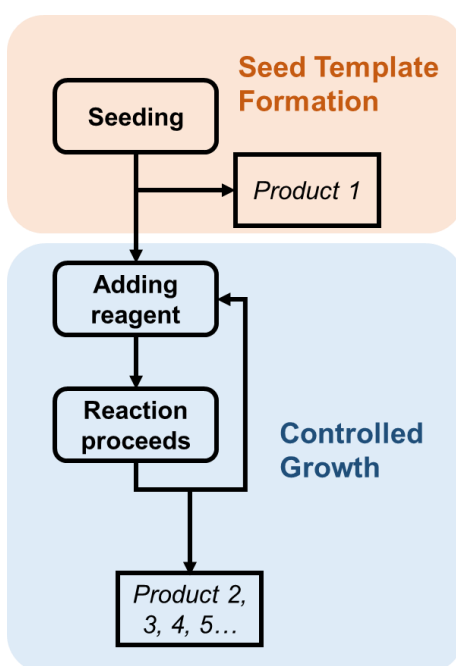 Seed Template
Formation
Seeding
Product 1
Adding
reagent
Reaction
proceeds
Controlled
Growth
Product 2,
3, 4, 5...